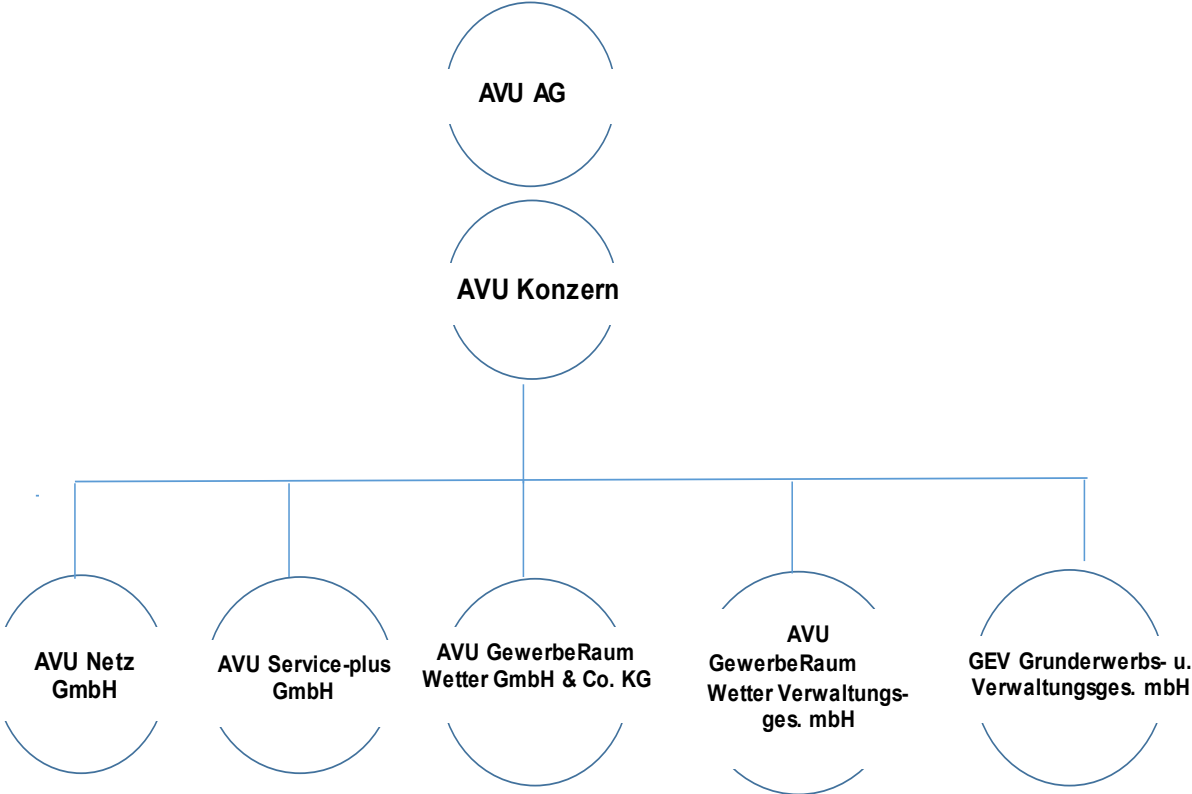 AVU AG
AVU Konzern
AVU Netz
GmbH
AVU Service-plus
GmbH
AVU GewerbeRaum
Wetter GmbH & Co. KG
AVU
GewerbeRaum
Wetter Verwaltungs-
ges. mbH
GEV Grunderwerbs- u.
Verwaltungsges. mbH